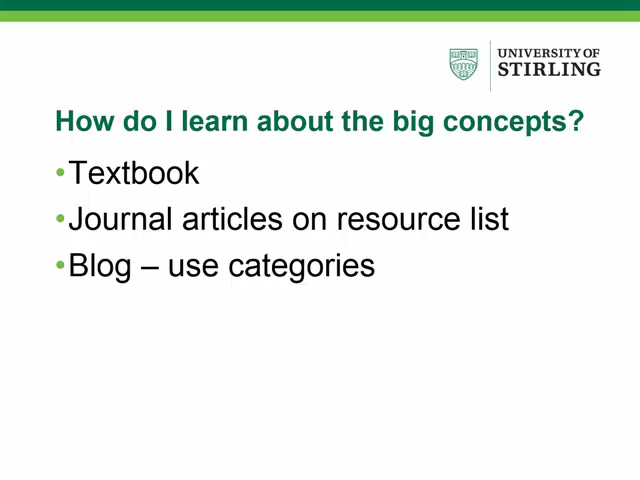 UNIVERSITY OF
STIRLING
How do I learn about the big concepts?
•Textbook
•Journal articles on resource list
•Blog – use categories